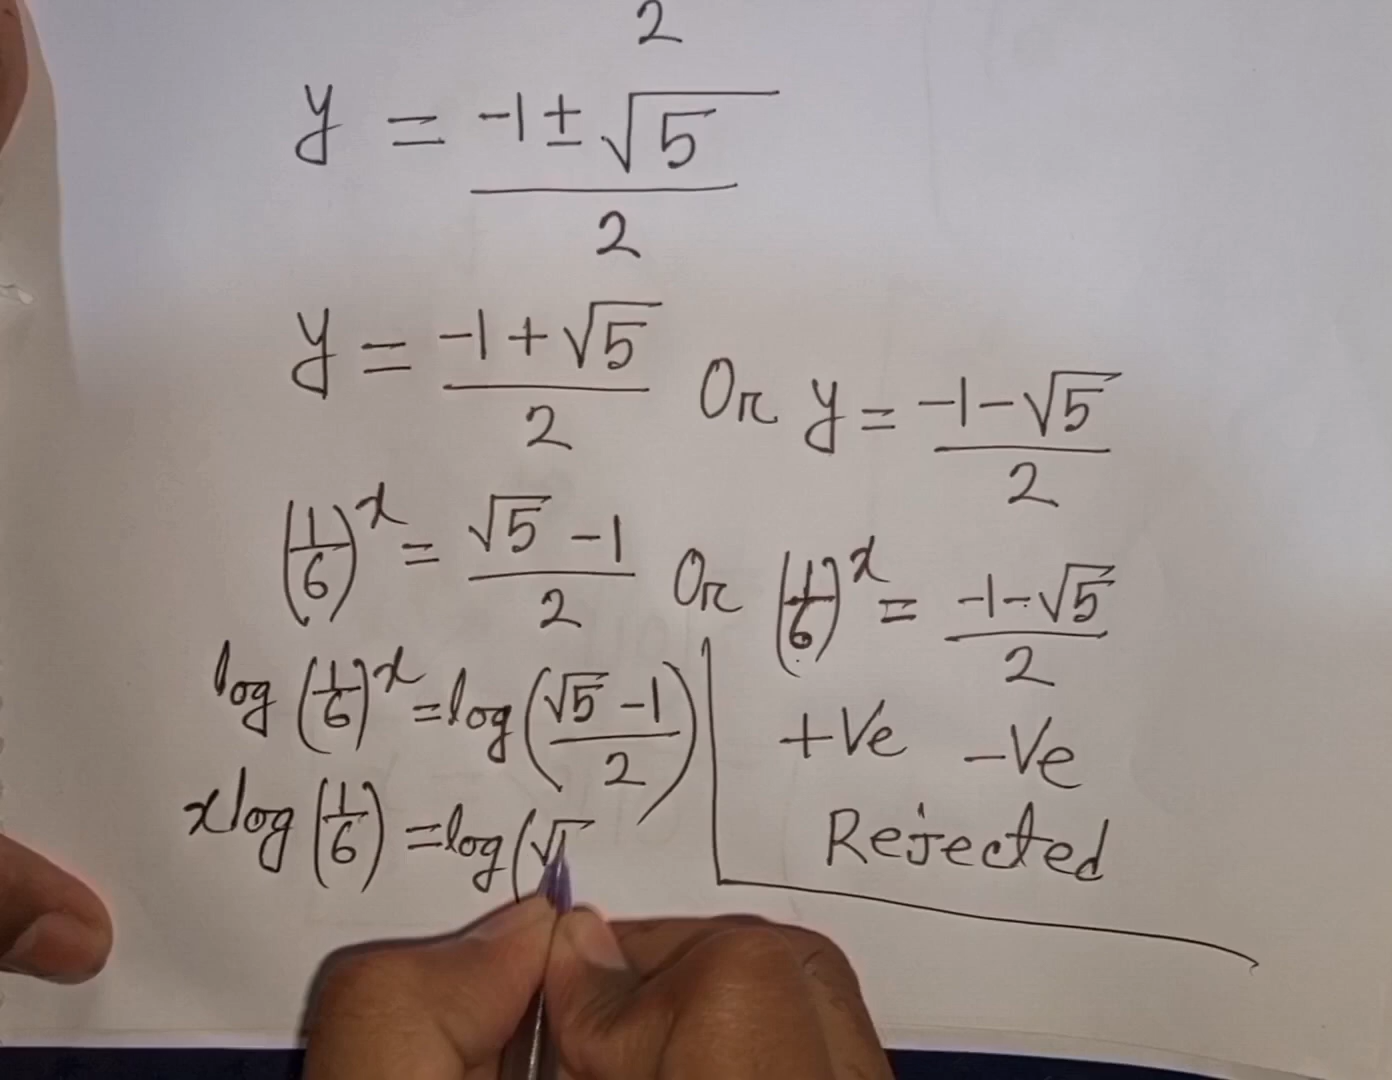 2
y = (-1 ± √5)/2
y = (-1 + √5)/2 Or y = (-1 - √5)/2
(1/6)^x = (√5 - 1)/2 Or (1/6)^x = (-1 - √5)/2
log (1/6)^x = log ((√5 - 1)/2)
+Ve -Ve
x log (1/6) = log (√
Rejected